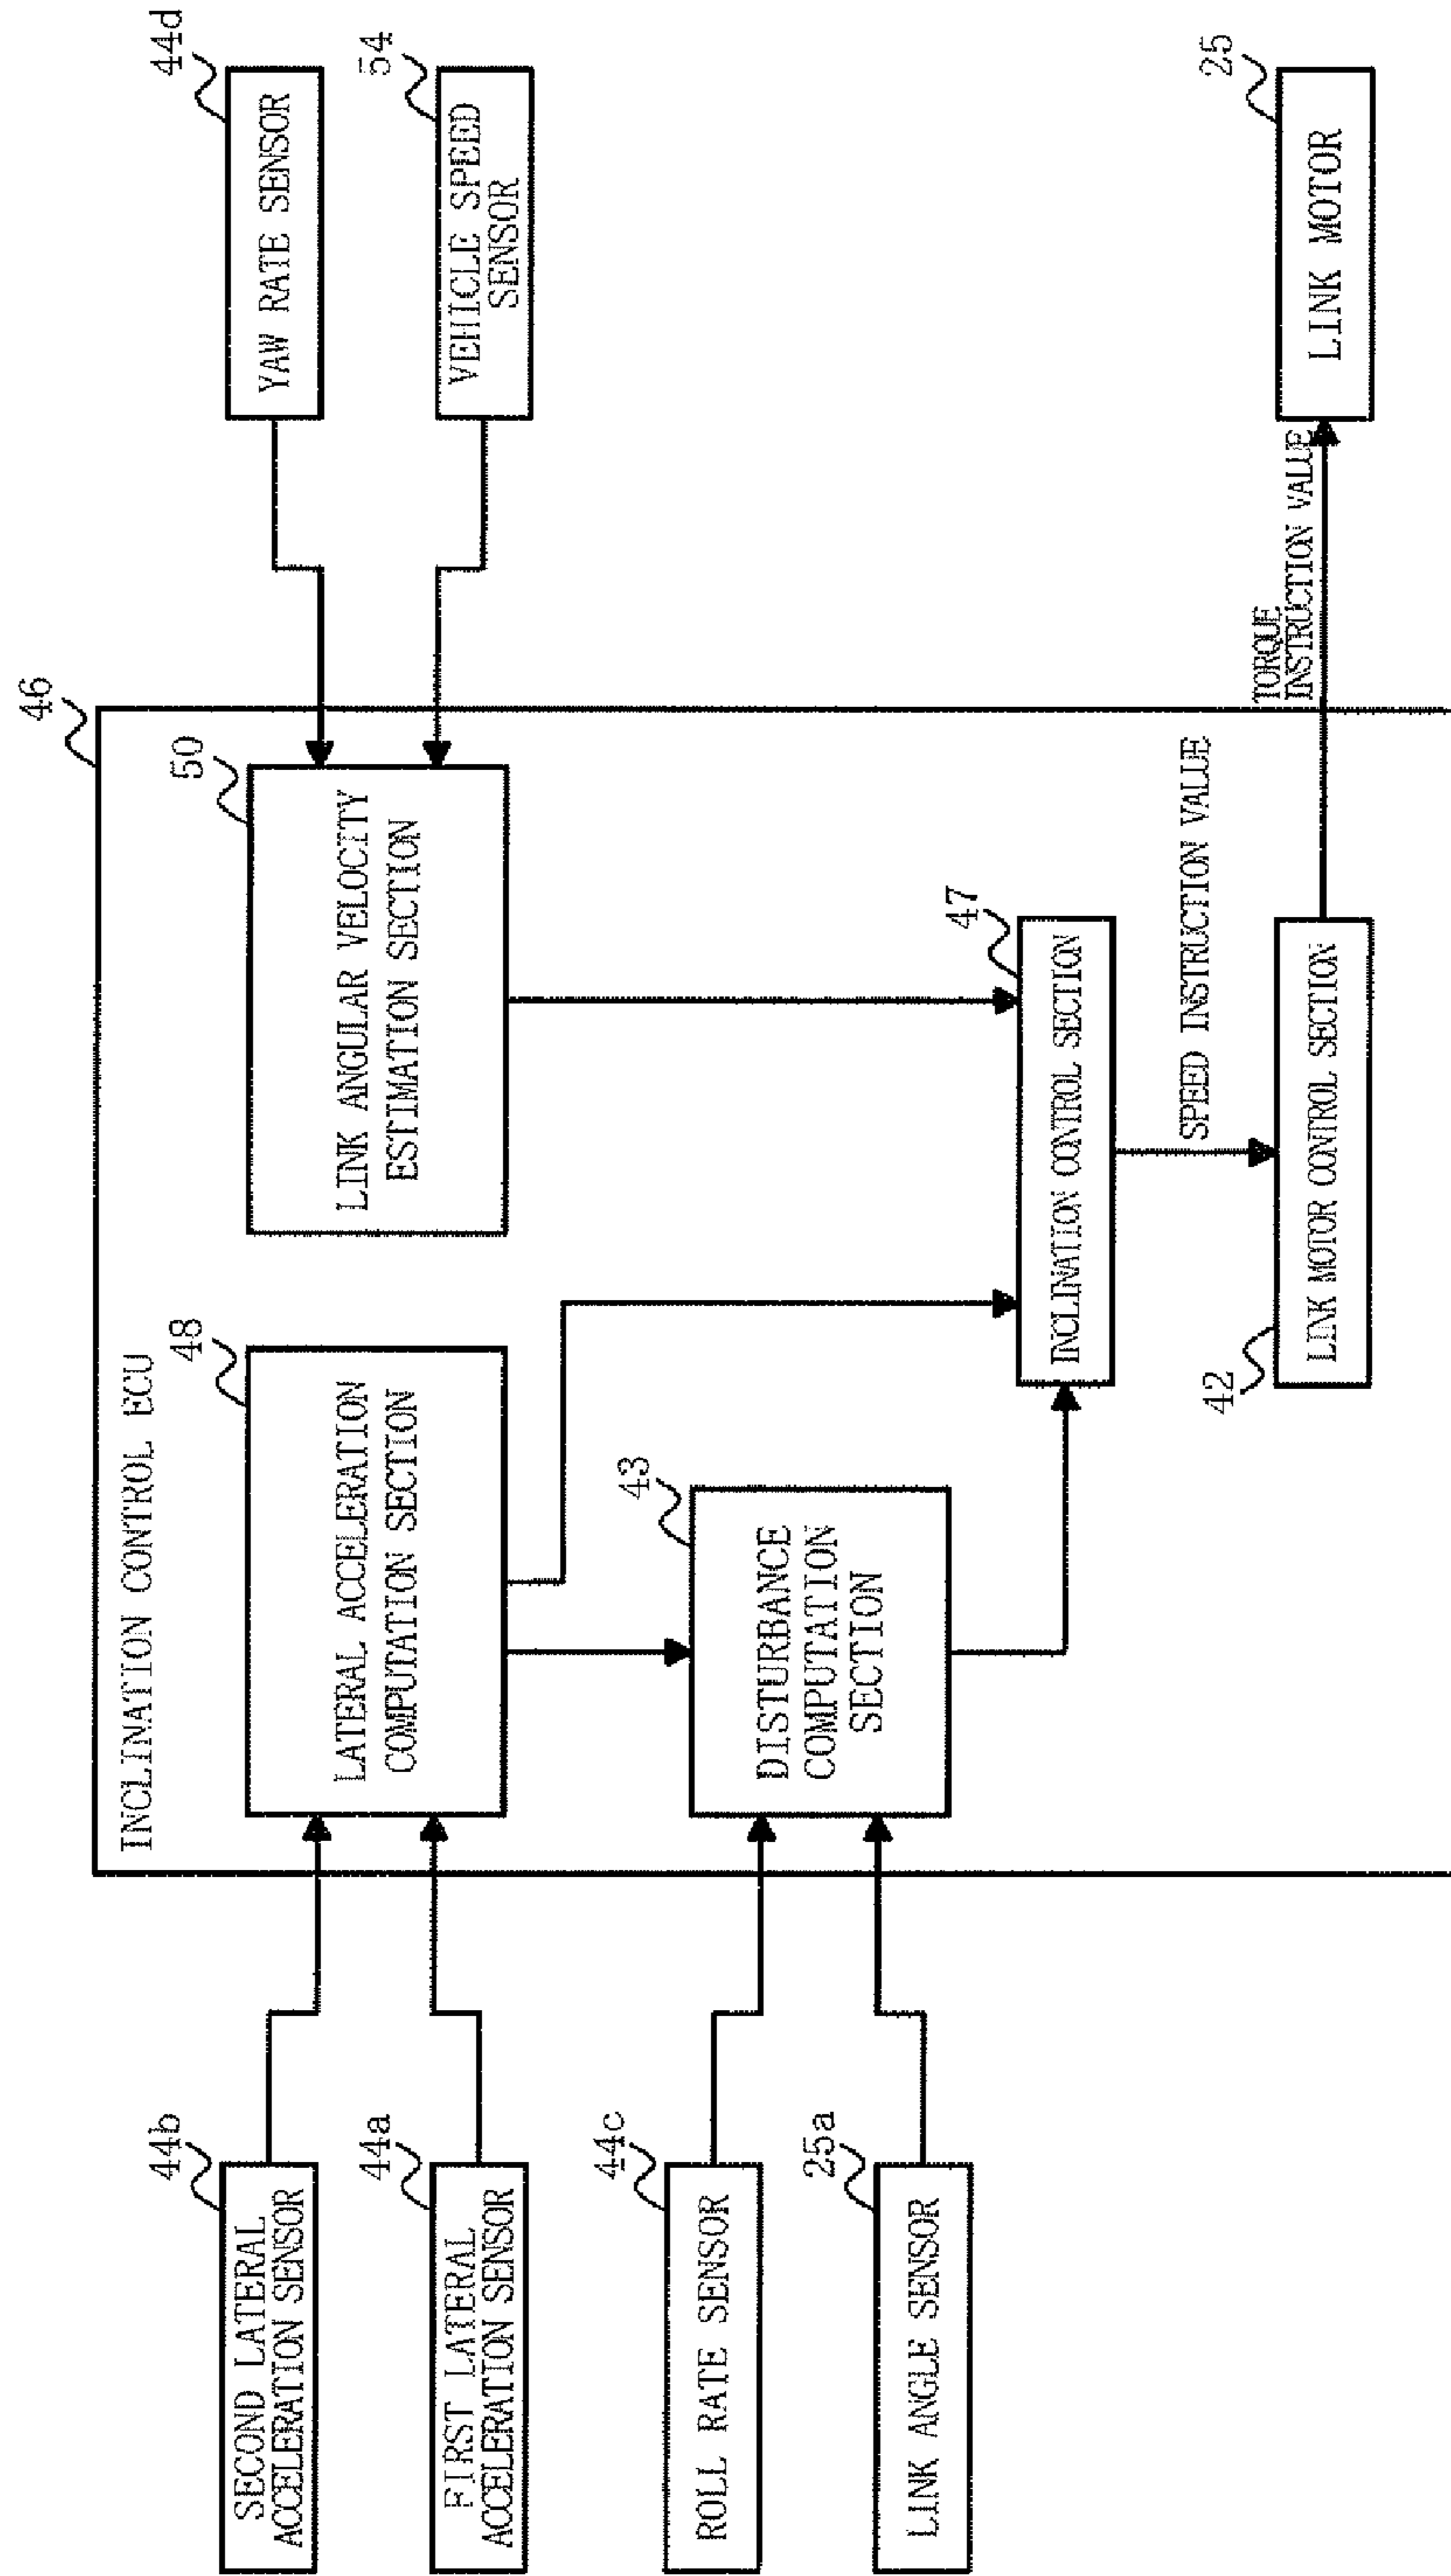 INCLINATION CONTROL ECU
46
SECOND LATERAL
ACCELERATION SENSOR
44b
FIRST LATERAL
ACCELERATION SENSOR
44a
ROLL RATE SENSOR
44c
LINK ANGLE SENSOR
25a
LATERAL ACCELERATION
COMPUTATION SECTION
48
DISTURBANCE
COMPUTATION
SECTION
43
LINK ANGULAR VELOCITY
ESTIMATION SECTION
50
YAW RATE SENSOR
44d
VEHICLE SPEED
SENSOR
54
INCLINATION CONTROL SECTION
47
SPEED INSTRUCTION VALUE
LINK MOTOR CONTROL SECTION
42
TORQUE
INSTRUCTION VALUE
LINK MOTOR
25